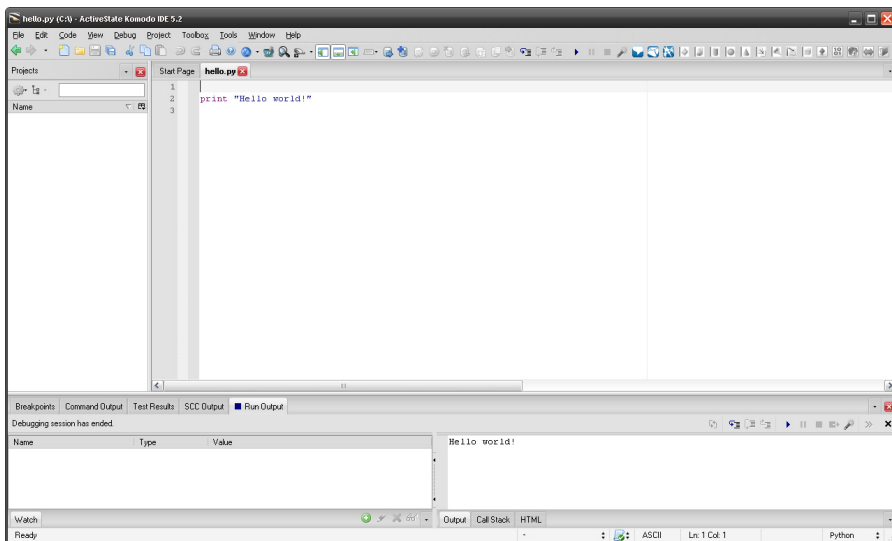 hello.py (C:\) - ActiveState Komodo IDE 5.2
File Edit Code View Debug Project Toolbox Tools Window Help
Projects
Start Page hello.py
1
Name
2 print "Hello world!"
3
Breakpoints Command Output Test Results SCC Output Run Output
Debugging session has ended.
Name Type Value
Hello world!
Watch
Output Call Stack HTML
Ready - ASCII Ln: 1 Col: 1 Python